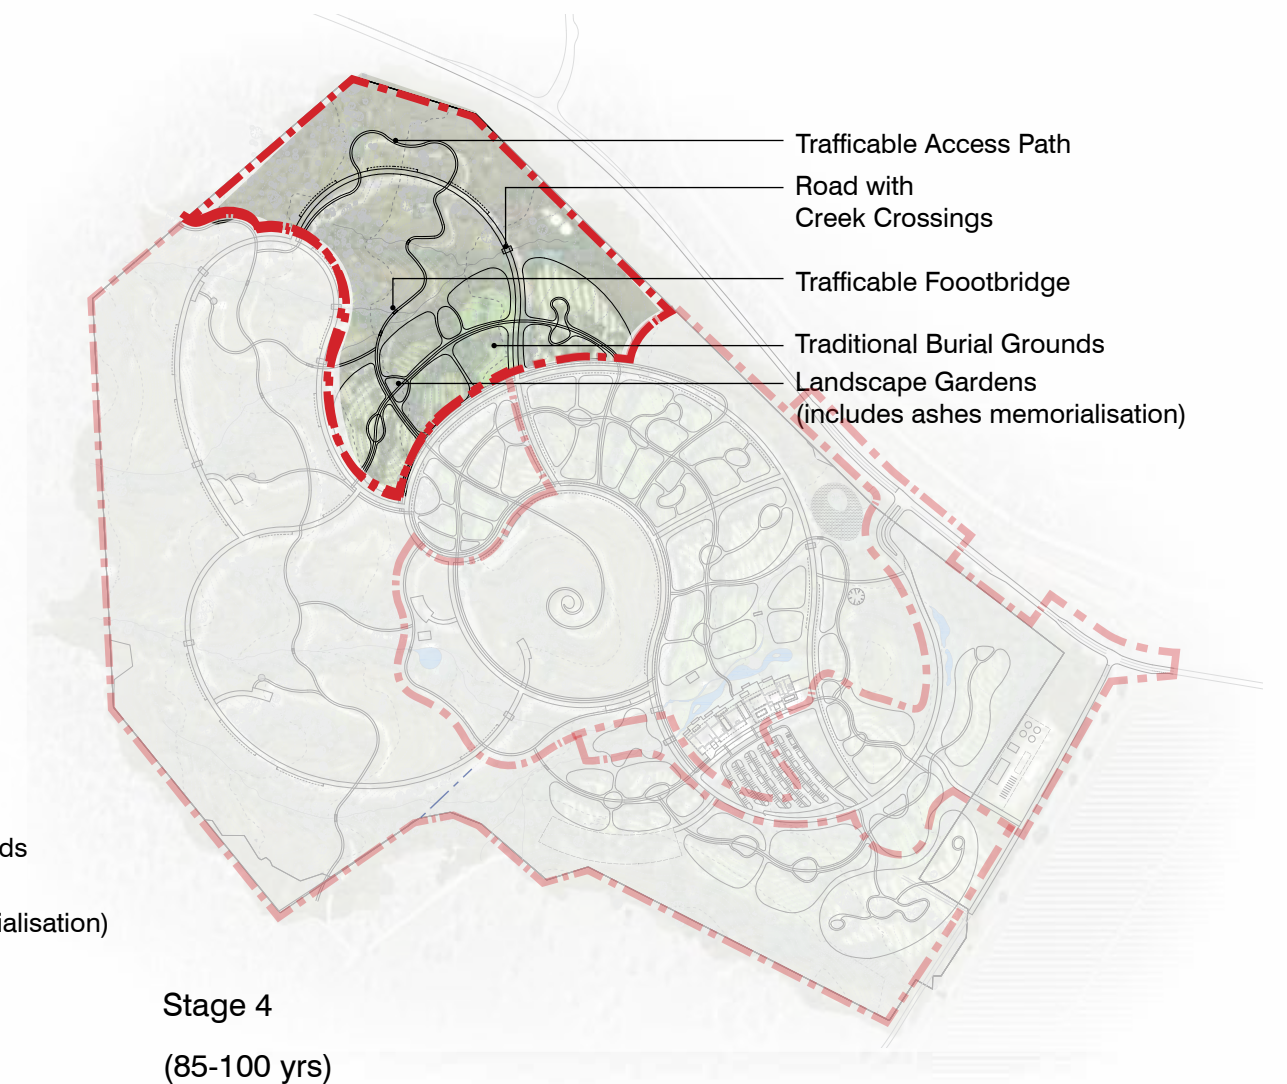 Trafficable Access Path
Road with
Creek Crossings
Trafficable Foootbridge
Traditional Burial Grounds
Landscape Gardens
(includes ashes memorialisation)
ds
ialisation)
Stage 4
(85-100 yrs)